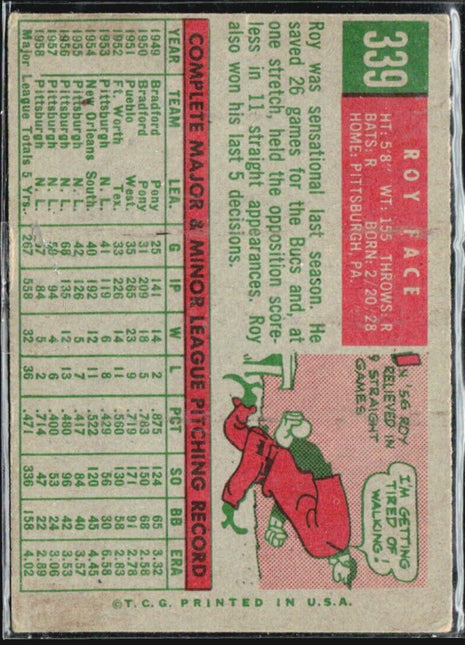 339
ROY FACE
HT: 5'8" WT: 155 THROWS: R
BATS: R BORN: 2/20/28
HOME: PITTSBURGH, PA.
Roy was sensational last season. He
saved 26 games for the Bucs and, at
one stretch, held the opposition score-
less in 11 straight appearances. Roy
also won his last 5 decisions.
IN '56 ROY
RELIEVED IN
9 STRAIGHT
GAMES.
I'M GETTING
TIRED OF
WALKING!
COMPLETE MAJOR & MINOR LEAGUE PITCHING RECORD
YEAR TEAM LEA. G IP W L PCT SO BB ERA
1949 Bradford Pony 25 141 14 2 .875 124 65 3.32
1950 Bradford Pony 31 209 18 5 .783 150 58 2.58
1951 Pueblo West. 35 265 23 9 .719 171 91 2.78
1952 Ft. Worth Tex. 33 226 14 11 .560 130 56 2.83
1953 Pittsburgh N. L. 41 119 6 8 .429 56 30 6.58
1954 New Orleans South. 40 192 12 11 .522 120 45 4.45
1955 Pittsburgh N. L. 42 126 5 7 .417 84 40 3.57
1956 Pittsburgh N. L. 68 135 12 13 .480 96 42 3.53
1957 Pittsburgh N. L. 94 4 6 .400 53 24 3.06
1958 Pittsburgh N. L. 84 5 2 .714 47 22 2.89
Major League Totals 5 Yrs. 267 558 32 36 .471 336 158 4.02
© T.C.G. PRINTED IN U.S.A.